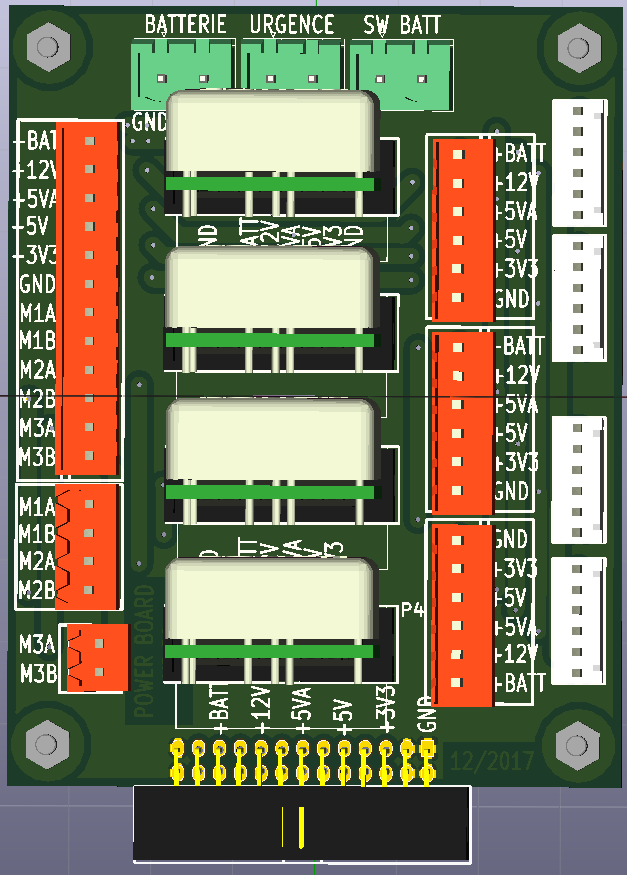 BATTERIE URGENCE SW BATT
GND
+BAT
+12V
+5VA
+5V
+3V3
GND
M1A
M1B
M2A
M2B
M3A
M3B
M1A
M1B
M2A
M2B
M3A
M3B
+BATT
+12V
+5VA
+5V
+3V3
GND
-BATT
+12V
+5VA
+5V
+3V3
GND
GND
+3V3
+5V
+5VA
+12V
+BATT
P4
POWER BOARD
+BATT
+12V
+5VA
+5V
+3V3
GND
12/2017